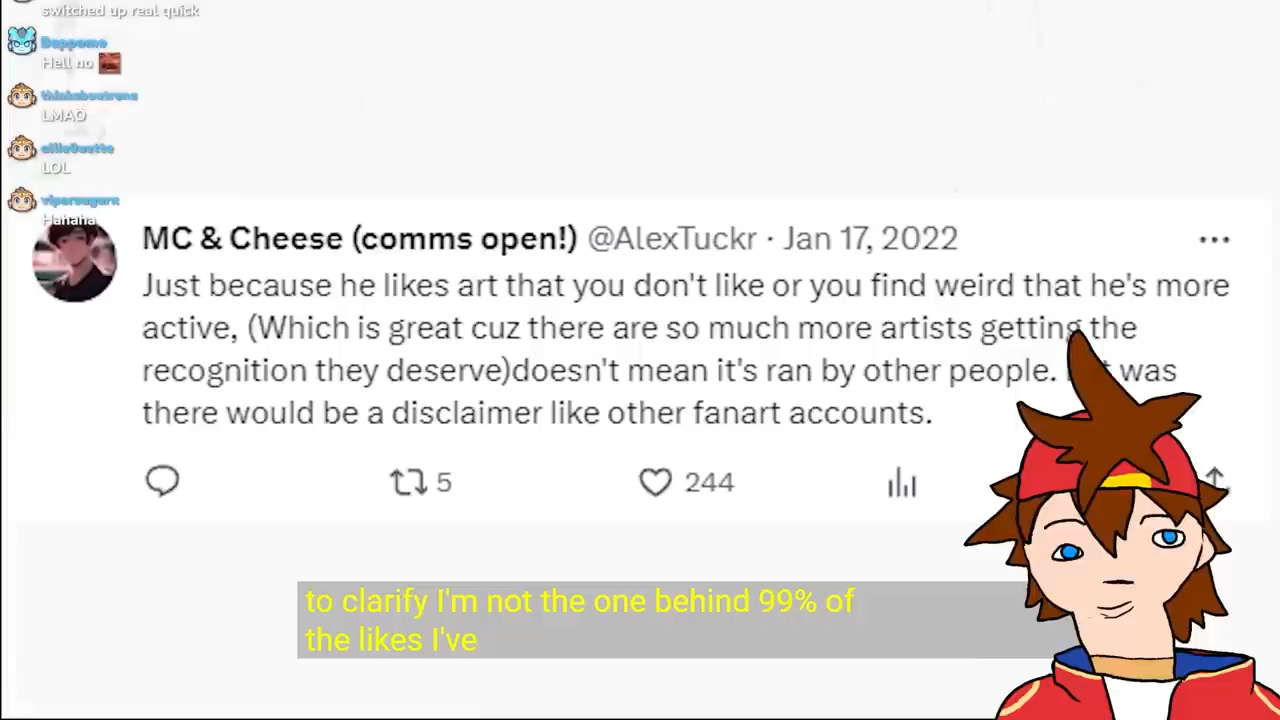 switched up real quick
Boppomo
Hell no
thinkaboutrana
LMAO
LOL
vipersugarx
Hahaha
MC & Cheese (comms open!) @AlexTuckr · Jan 17, 2022
Just because he likes art that you don't like or you find weird that he's more
active, (Which is great cuz there are so much more artists getting the
recognition they deserve)doesn't mean it's ran by other people. was
there would be a disclaimer like other fanart accounts.
5
244
to clarify I'm not the one behind 99% of
the likes I've